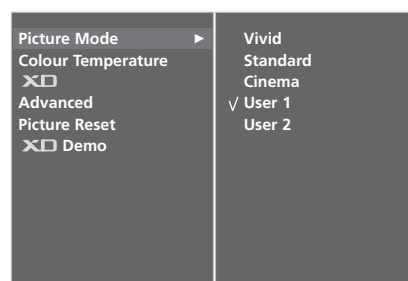 Picture Mode ►
Colour Temperature
XD
Advanced
Picture Reset
XD Demo
Vivid
Standard
Cinema
√ User 1
User 2